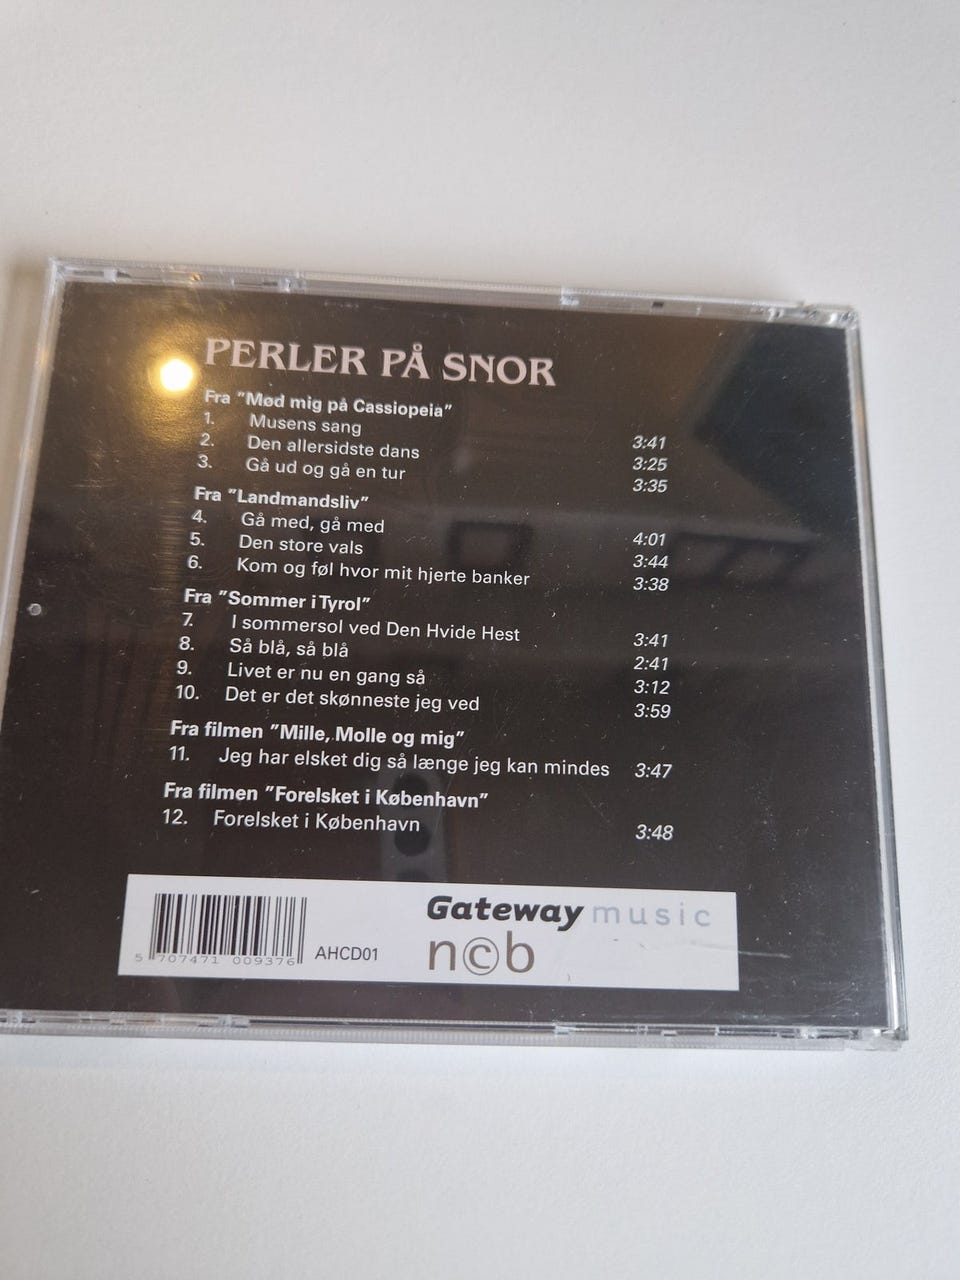 PERLER PÅ SNOR
Fra "Mød mig på Cassiopeia"
1. Musens sang 3:41
2. Den allersidste dans 3:25
3. Gå ud og gå en tur 3:35
Fra "Landmandsliv"
4. Gå med, gå med 4:01
5. Den store vals 3:44
6. Kom og føl hvor mit hjerte banker 3:38
Fra "Sommer i Tyrol"
7. I sommersol ved Den Hvide Hest 3:41
8. Så blå, så blå 2:41
9. Livet er nu en gang så 3:12
10. Det er det skønneste jeg ved 3:59
Fra filmen "Mille, Molle og mig"
11. Jeg har elsket dig så længe jeg kan mindes 3:47
Fra filmen "Forelsket i København"
12. Forelsket i København 3:48
Gateway music
5 707471 009376 AHCD01
n©b